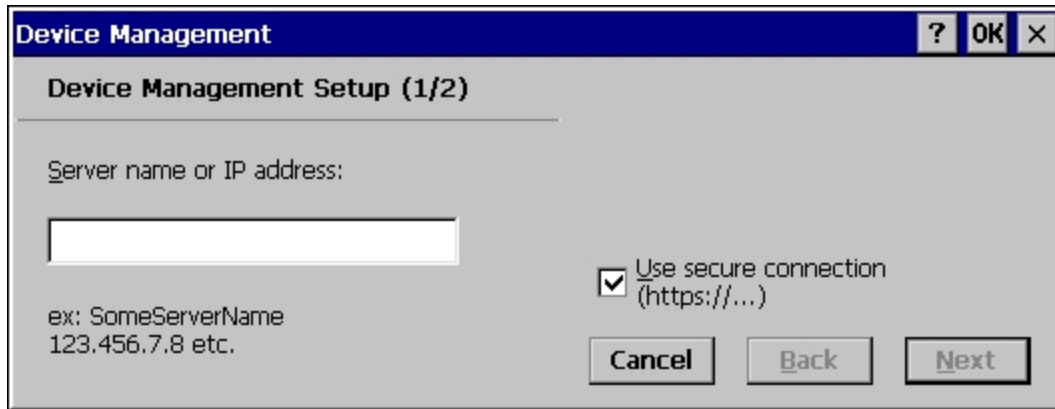 Device Management
? OK ×
Device Management Setup (1/2)
Server name or IP address:
Use secure connection
(https://...)
ex: SomeServerName
123.456.7.8 etc.
Cancel Back Next